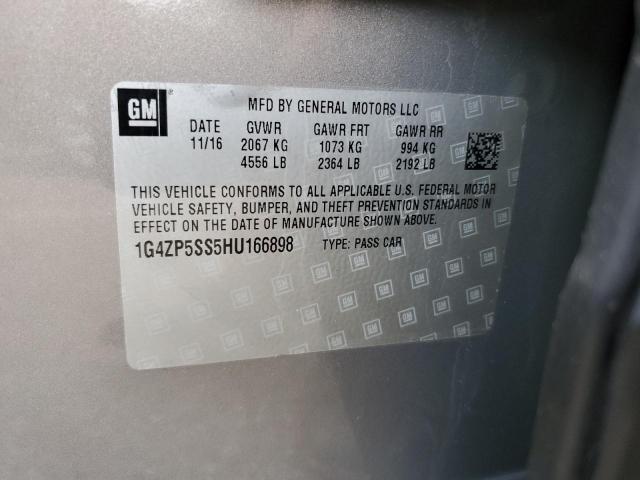 GM ® MFD BY GENERAL MOTORS LLC
DATE GVWR GAWR FRT GAWR RR
11/16 2067 KG 1073 KG 994 KG
4556 LB 2364 LB 2192 LB
THIS VEHICLE CONFORMS TO ALL APPLICABLE U.S. FEDERAL MOTOR
VEHICLE SAFETY, BUMPER, AND THEFT PREVENTION STANDARDS IN
EFFECT ON THE DATE OF MANUFACTURE SHOWN ABOVE.
1G4ZP5SS5HU166898 TYPE: PASS CAR